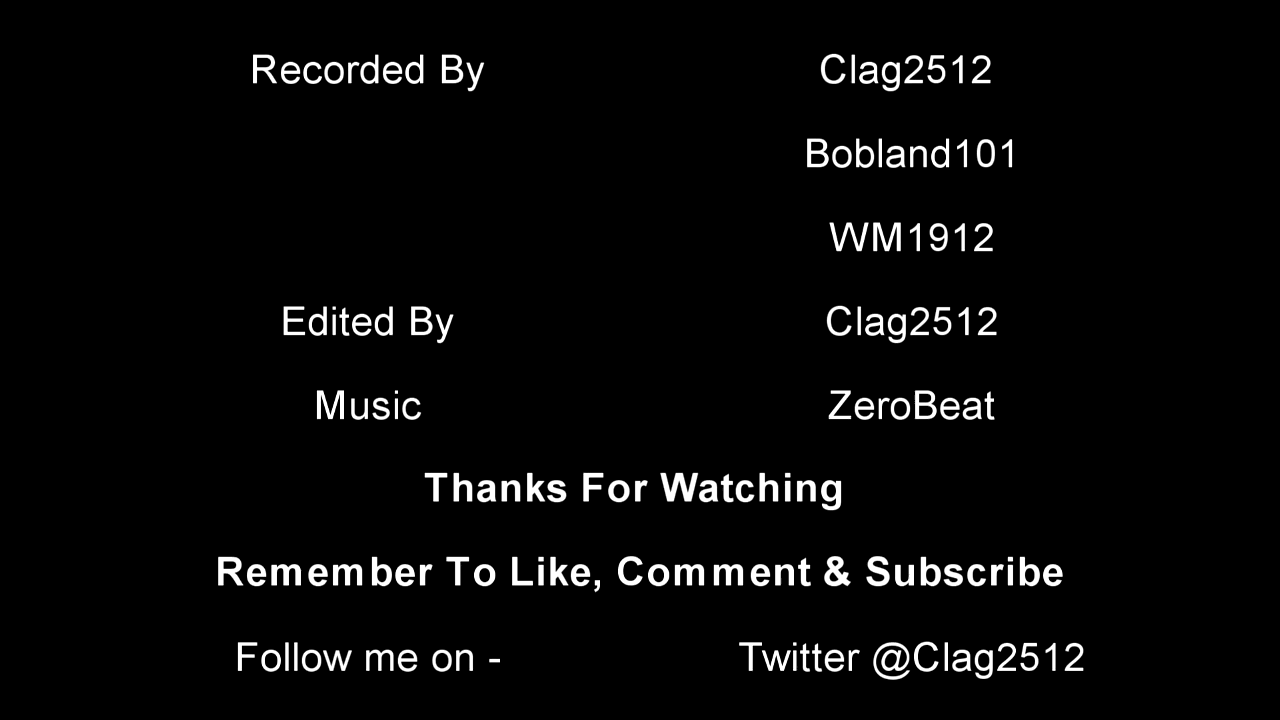 Recorded By Clag2512
Bobland101
WM1912
Edited By Clag2512
Music ZeroBeat
Thanks For Watching
Remember To Like, Comment & Subscribe
Follow me on - Twitter @Clag2512